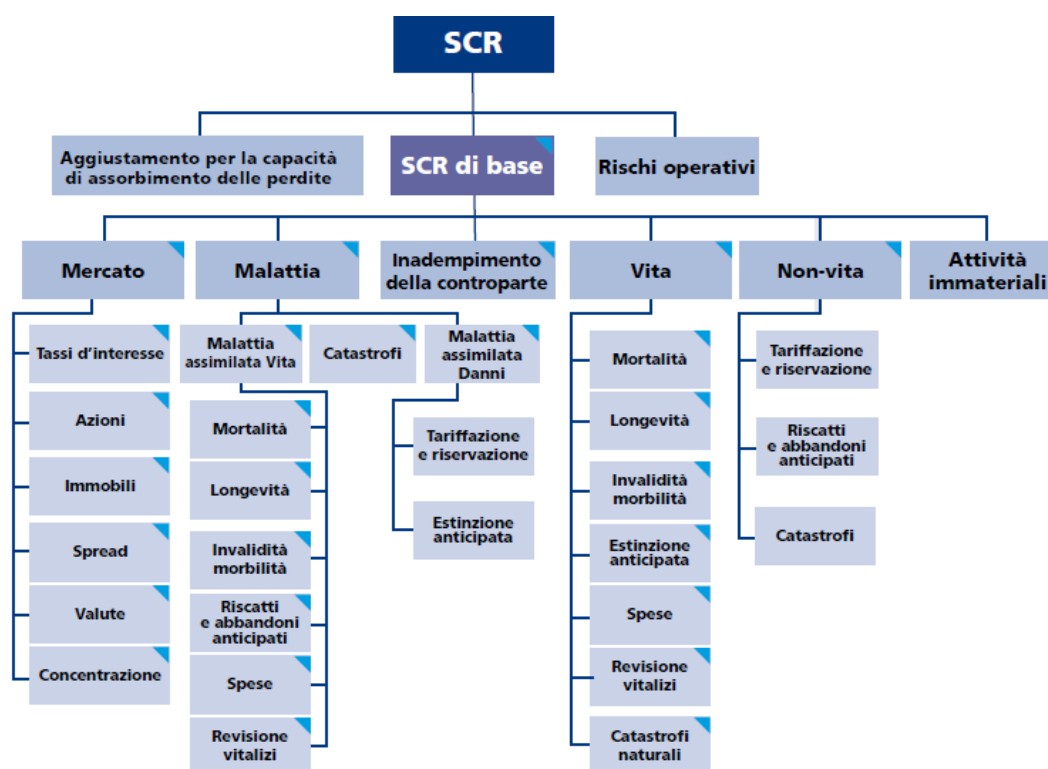 SCR
Aggiustamento per la capacità
di assorbimento delle perdite
SCR di base
Rischi operativi
Mercato
Malattia
Inadempimento
della controparte
Vita
Non-vita
Attività
immateriali
Tassi d'interesse
Azioni
Immobili
Spread
Valute
Concentrazione
Malattia
assimilata Vita
Catastrofi
Malattia
assimilata
Danni
Mortalità
Longevità
Invalidità
morbilità
Riscatti
e abbandoni
anticipati
Spese
Revisione
vitalizi
Tariffazione
e riservazione
Estinzione
anticipata
Mortalità
Longevità
Invalidità
morbilità
Estinzione
anticipata
Spese
Revisione
vitalizi
Catastrofi
naturali
Tariffazione
e riservazione
Riscatti
e abbandoni
anticipati
Catastrofi